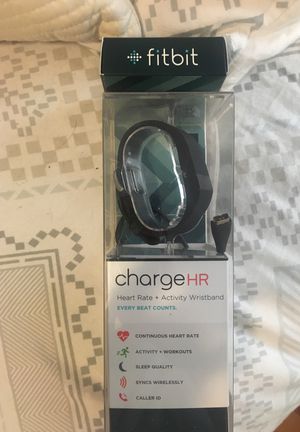 fitbit
chargeHR
Heart Rate + Activity Wristband
EVERY BEAT COUNTS.
CONTINUOUS HEART RATE
ACTIVITY + WORKOUTS
SLEEP QUALITY
SYNCS WIRELESSLY
CALLER ID